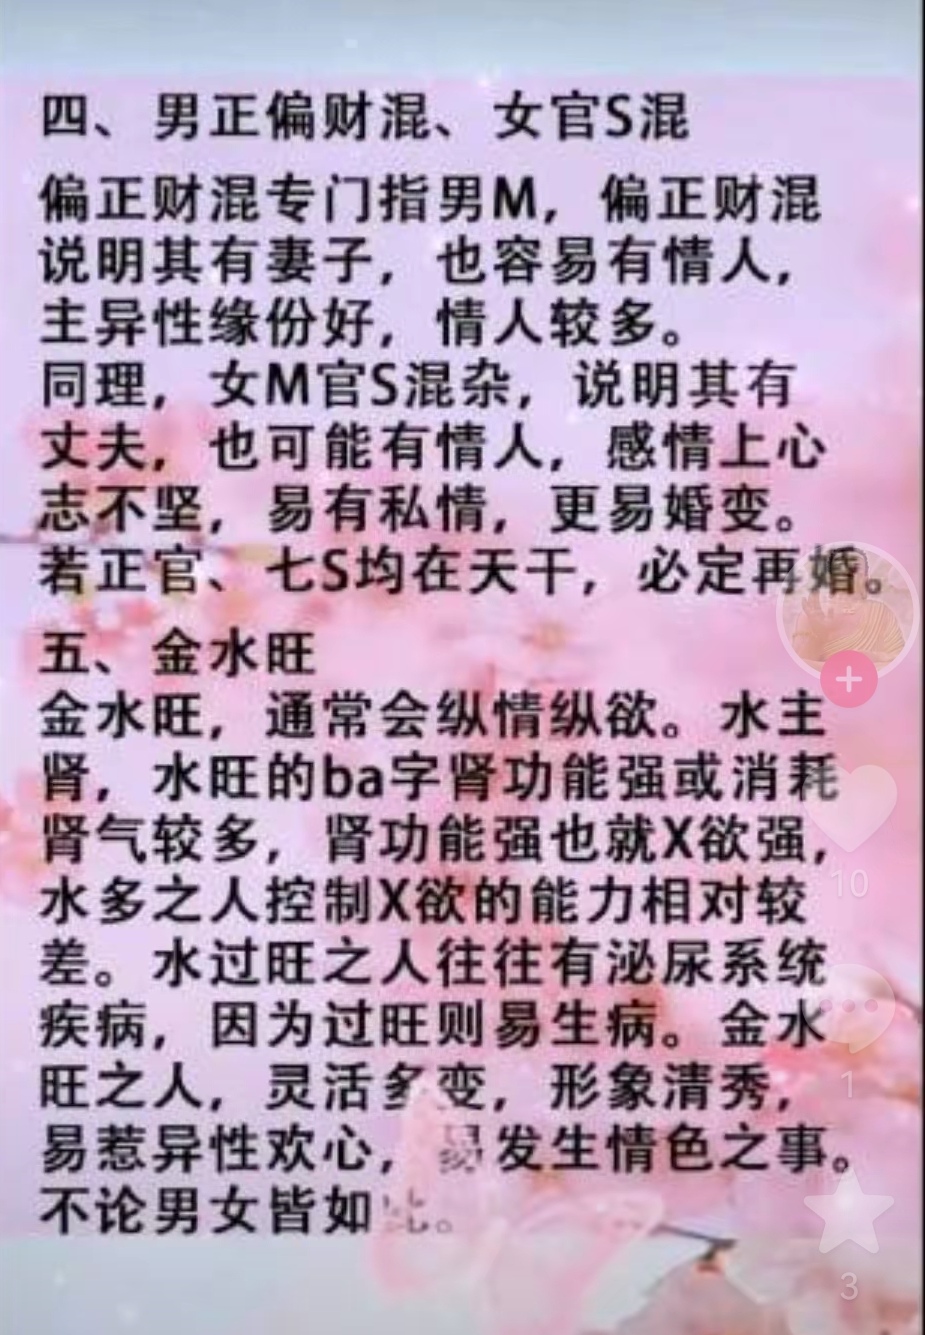 四、男正偏财混、女官S混
偏正财混专门指男M，偏正财混
说明其有妻子，也容易有情人，
主异性缘份好，情人较多。
同理，女M官S混杂，说明其有
丈夫，也可能有情人，感情上心
志不坚，易有私情，更易婚变。
若正官、七S均在天干，必定再婚。
五、金水旺
金水旺，通常会纵情纵欲。水主
肾，水旺的ba字肾功能强或消耗
肾气较多，肾功能强也就X欲强，
水多之人控制X欲的能力相对较
差。水过旺之人往往有泌尿系统
疾病，因为过旺则易生病。金水
旺之人，灵活多变，形象清秀，
易惹异性欢心，易发生情色之事。
不论男女皆如
10
1
3